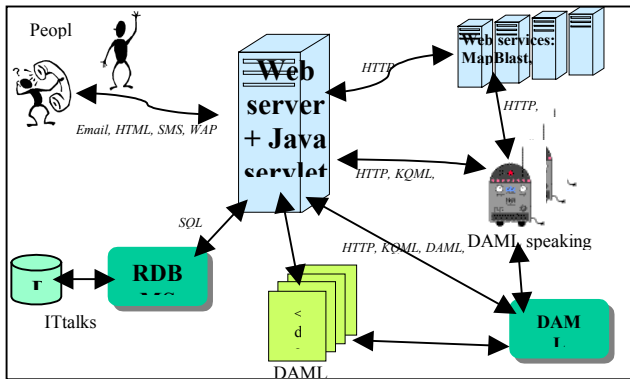 Peopl
Web
server
+ Java
servlet
Web services:
MapBlast,
HTTP
HTTP,
Email, HTML, SMS, WAP
HTTP, KQML,
SQL
HTTP, KQML, DAML,
DAML speaking
RDB
MS
ITtalks
<
d
DAML
DAM
L